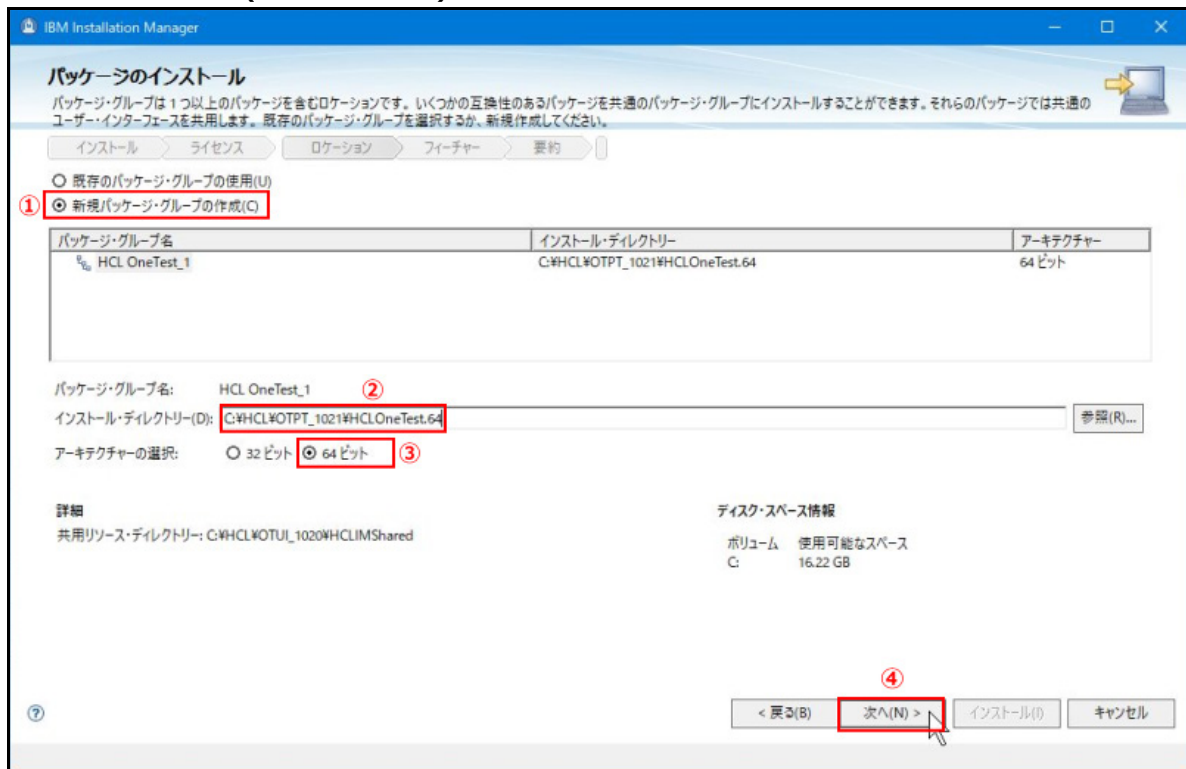 IBM Installation Manager
パッケージのインストール
パッケージ・グループは 1 つ以上のパッケージを含むロケーションです。いくつかの互換性のあるパッケージを共通のパッケージ・グループにインストールすることができます。それらのパッケージでは共通の
ユーザー・インターフェースを共用します。既存のパッケージ・グループを選択するか、新規作成してください。
インストール ライセンス ロケーション フィーチャー 要約
既存のパッケージ・グループの使用(U)
① 新規パッケージ・グループの作成(C)
パッケージ・グループ名 インストール・ディレクトリー アーキテクチャー
HCL OneTest_1 C:¥HCL¥OTPT_1021¥HCLOneTest.64 64 ビット
パッケージ・グループ名: HCL OneTest_1 ②
インストール・ディレクトリー(D): C:¥HCL¥OTPT_1021¥HCLOneTest.64 参照(R)...
アーキテクチャーの選択: 32 ビット 64 ビット ③
詳細 ディスク・スペース情報
共用リソース・ディレクトリー: C:¥HCL¥OTUI_1020¥HCLIMShared
ボリューム 使用可能なスペース
C: 16.22 GB
④
? < 戻る(B) 次へ(N) > インストール(I) キャンセル